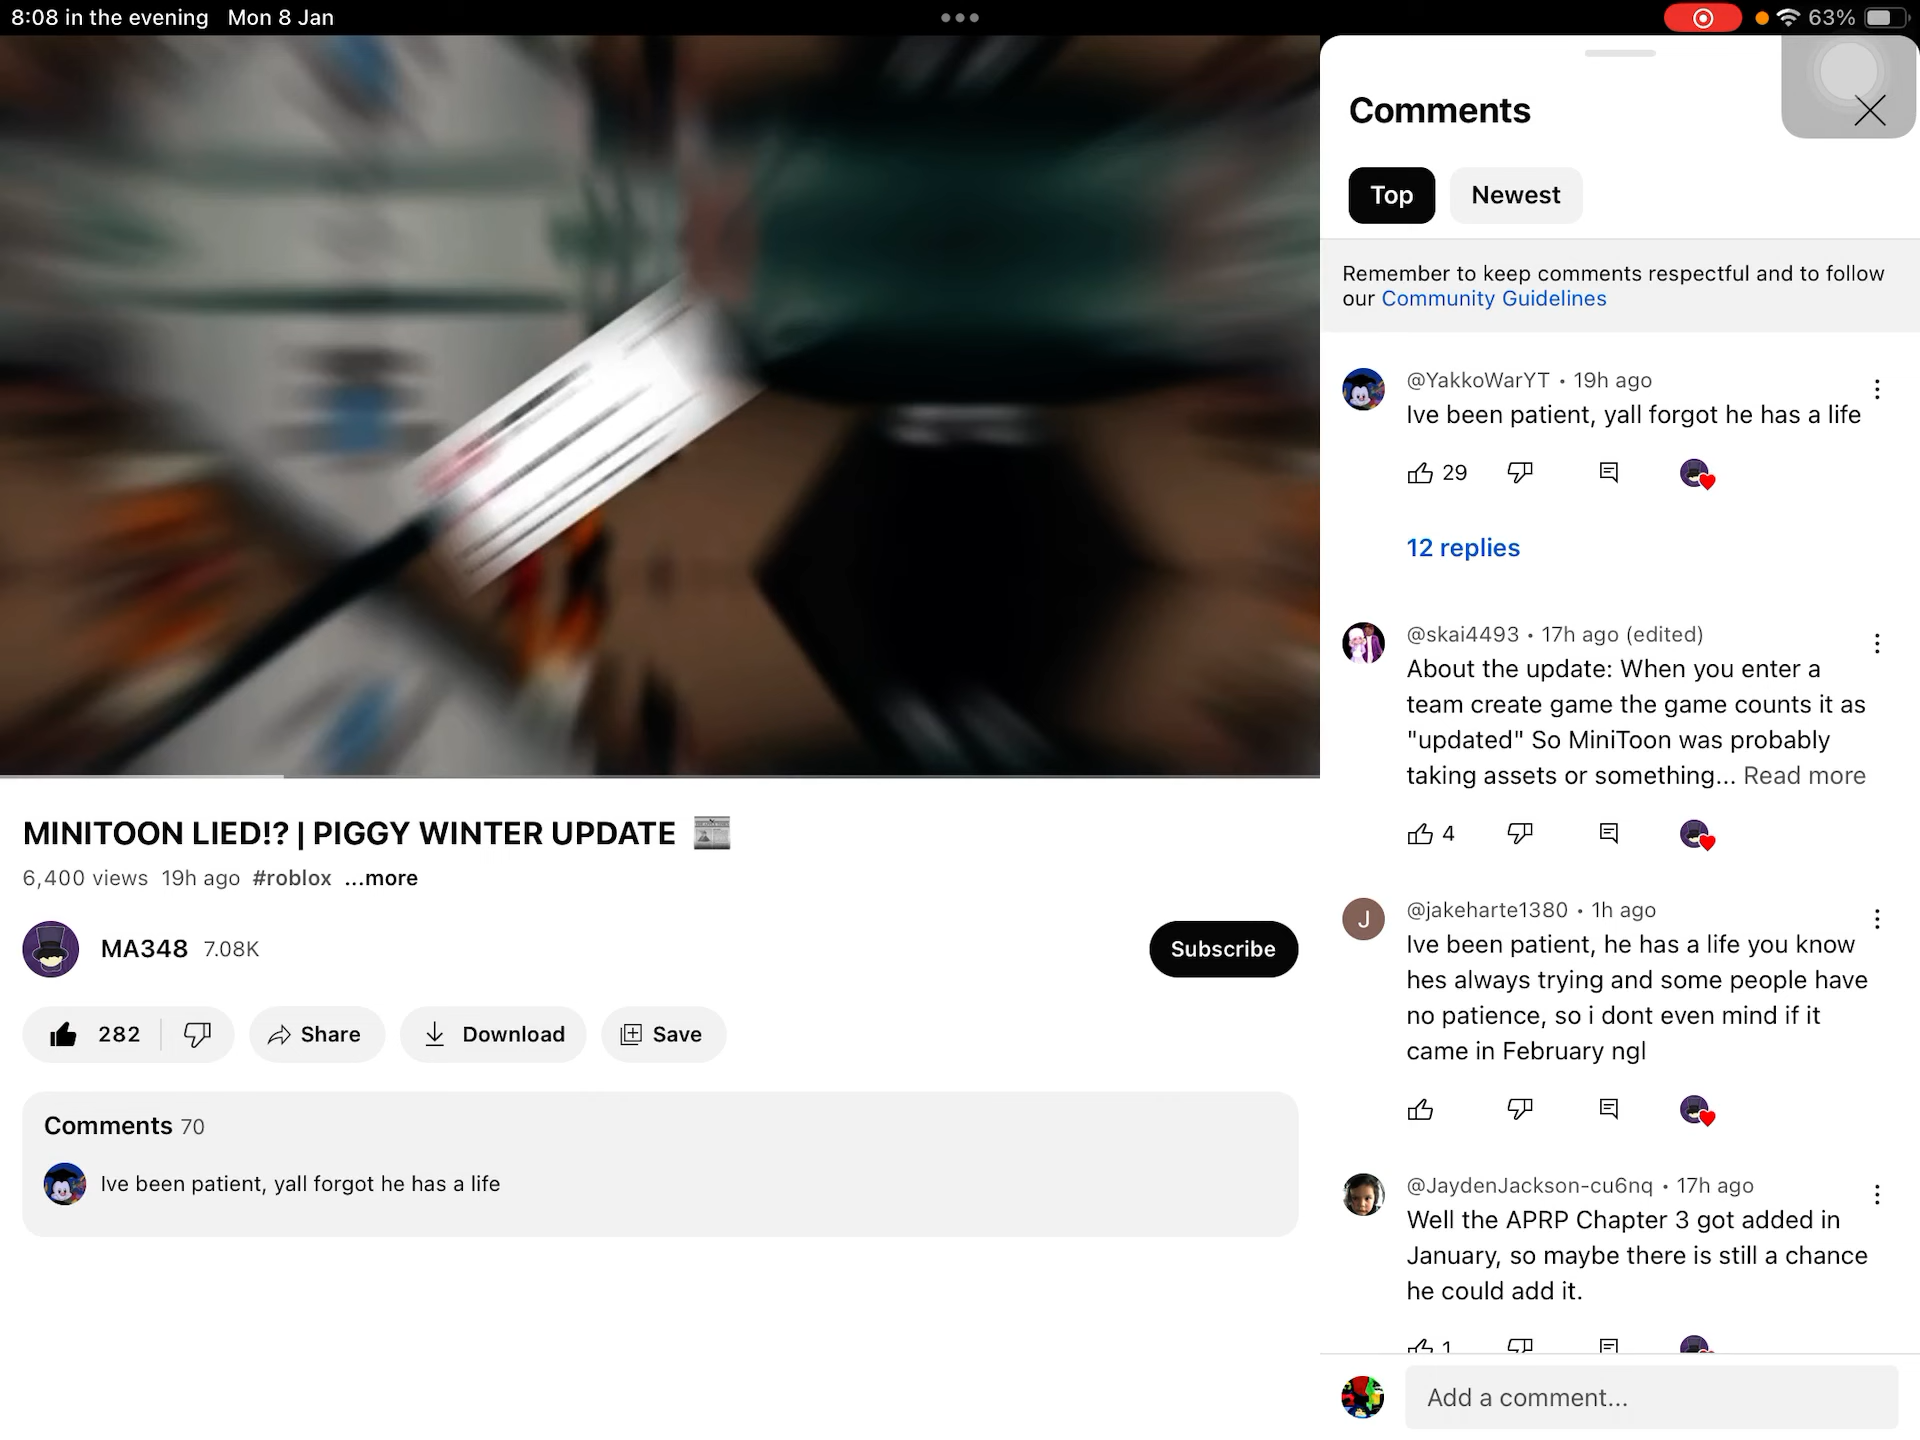 8:08 in the evening Mon 8 Jan
63%
MINITOON LIED!? | PIGGY WINTER UPDATE
6,400 views 19h ago #roblox ...more
MA348 7.08K
Subscribe
282
Share
Download
Save
Comments 70
Ive been patient, yall forgot he has a life
Comments
Top
Newest
Remember to keep comments respectful and to follow
our Community Guidelines
@YakkoWarYT • 19h ago
Ive been patient, yall forgot he has a life
29
12 replies
@skai4493 • 17h ago (edited)
About the update: When you enter a
team create game the game counts it as
"updated" So MiniToon was probably
taking assets or something... Read more
4
J
@jakeharte1380 • 1h ago
Ive been patient, he has a life you know
hes always trying and some people have
no patience, so i dont even mind if it
came in February ngl
@JaydenJackson-cu6nq • 17h ago
Well the APRP Chapter 3 got added in
January, so maybe there is still a chance
he could add it.
1
Add a comment...